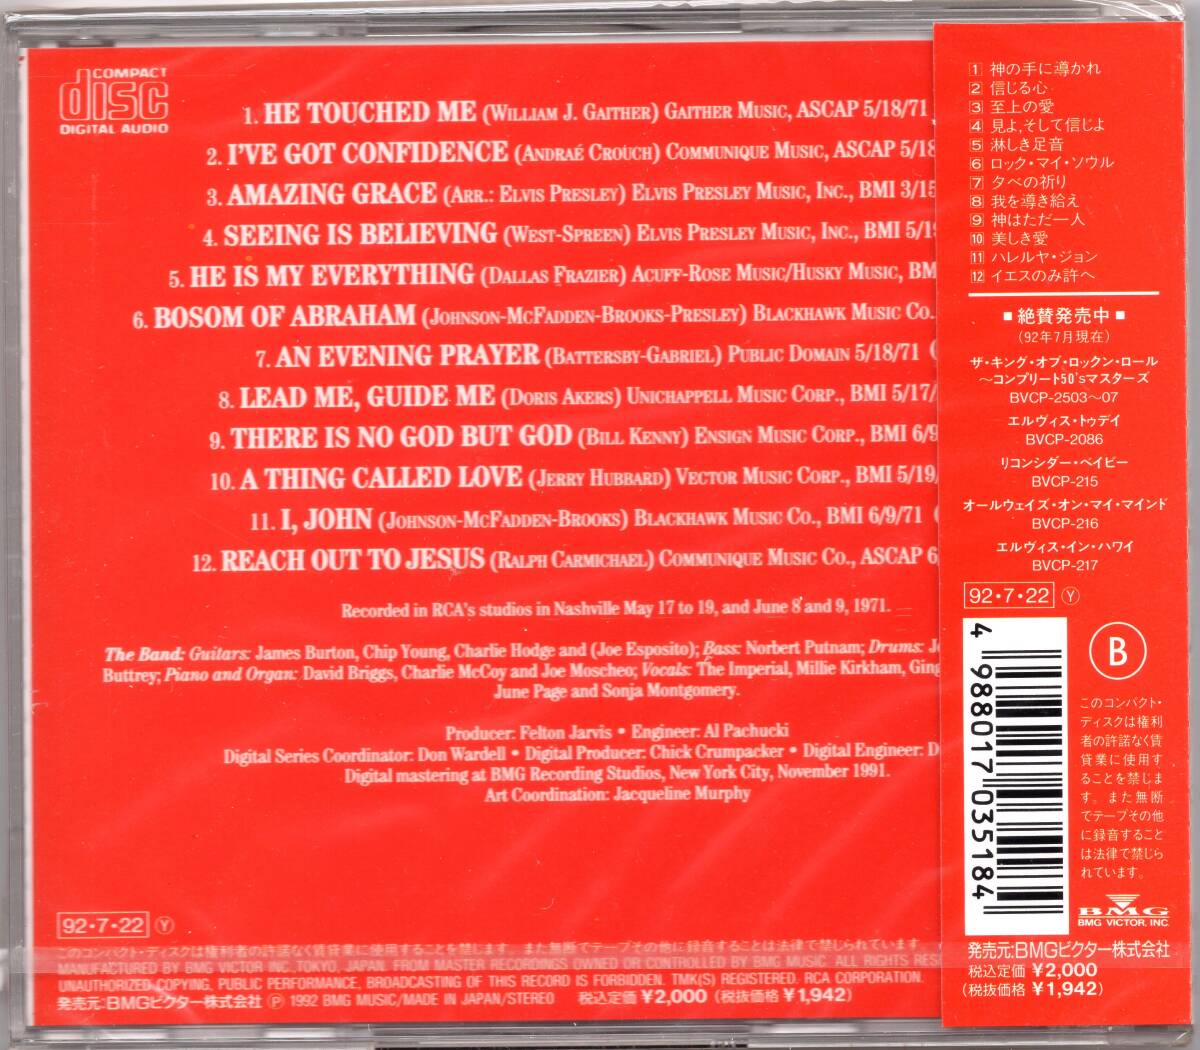 COMPACT
disc
DIGITAL AUDIO
1. HE TOUCHED ME (WILLIAM J. GAITHER) GAITHER MUSIC, ASCAP 5/18/71
2. I'VE GOT CONFIDENCE (ANDRAÉ CROUCH) COMMUNIQUE MUSIC, ASCAP 5/18
3. AMAZING GRACE (ARR.: ELVIS PRESLEY) ELVIS PRESLEY MUSIC, INC., BMI 3/15
4. SEEING IS BELIEVING (WEST-SPREEN) ELVIS PRESLEY MUSIC, INC., BMI 5/19
5. HE IS MY EVERYTHING (DALLAS FRAZIER) ACUFF-ROSE MUSIC/HUSKY MUSIC, BM
6. BOSOM OF ABRAHAM (JOHNSON-MCFADDEN-BROOKS-PRESLEY) BLACKHAWK MUSIC CO.
7. AN EVENING PRAYER (BATTERSBY-GABRIEL) PUBLIC DOMAIN 5/18/71 (
8. LEAD ME, GUIDE ME (DORIS AKERS) UNICHAPPELL MUSIC CORP., BMI 5/17/
9. THERE IS NO GOD BUT GOD (BILL KENNY) ENSIGN MUSIC CORP., BMI 6/9
10. A THING CALLED LOVE (JERRY HUBBARD) VECTOR MUSIC CORP., BMI 5/19/
11. I, JOHN (JOHNSON-MCFADDEN-BROOKS) BLACKHAWK MUSIC CO., BMI 6/9/71 (
12. REACH OUT TO JESUS (RALPH CARMICHAEL) COMMUNIQUE MUSIC CO., ASCAP 6
Recorded in RCA's studios in Nashville May 17 to 19, and June 8 and 9, 1971.
The Band: Guitars: James Burton, Chip Young, Charlie Hodge and (Joe Esposito); Bass: Norbert Putnam; Drums: Je
Buttrey; Piano and Organ: David Briggs, Charlie McCoy and Joe Moscheo; Vocals: The Imperial, Millie Kirkham, Ging
June Page and Sonja Montgomery.
Producer: Felton Jarvis • Engineer: Al Pachucki
Digital Series Coordinator: Don Wardell • Digital Producer: Chick Crumpacker • Digital Engineer: D
Digital mastering at BMG Recording Studios, New York City, November 1991.
Art Coordination: Jacqueline Murphy
92・7・22 Ⓨ
このコンパクト・ディスクは権利者の許諾なく賃貸業に使用することを禁じます。また無断でテープその他に録音することは法律で禁じられています。
MANUFACTURED BY BMG VICTOR INC. TOKYO, JAPAN. FROM MASTER RECORDINGS OWNED OR CONTROLLED BY BMG MUSIC. ALL RIGHTS RESE
UNAUTHORIZED COPYING, PUBLIC PERFORMANCE, BROADCASTING OF THIS RECORD IS FORBIDDEN. TMK(S) REGISTERED. RCA CORPORATION.
発売元:BMGビクター株式会社 Ⓟ 1992 BMG MUSIC/MADE IN JAPAN/STEREO 税込定価 ¥2,000 (税抜価格 ¥1,942)
1 神の手に導かれ
2 信じる心
3 至上の愛
4 見よ,そして信じよ
5 淋しき足音
6 ロック・マイ・ソウル
7 夕べの祈り
8 我を導き給え
9 神はただ一人
10 美しき愛
11 ハレルヤ・ジョン
12 イエスのみ許へ
■ 絶賛発売中 ■
(92年7月現在)
ザ・キング・オブ・ロックン・ロール
～コンプリート50'sマスターズ
BVCP-2503～07
エルヴィス・トゥデイ
BVCP-2086
リコンシダー・ベイビー
BVCP-215
オールウェイズ・オン・マイ・マインド
BVCP-216
エルヴィス・イン・ハワイ
BVCP-217
92・7・22 Ⓨ
4 988017 035184
B
このコンパクト・
ディスクは権利
者の許諾なく賃
貸業に使用す
ることを禁じま
す。また無断
でテープその他
に録音すること
は法律で禁じら
れています。
BMG
BMG VICTOR, INC.
発売元:BMGビクター株式会社
税込定価 ¥2,000
(税抜価格 ¥1,942)